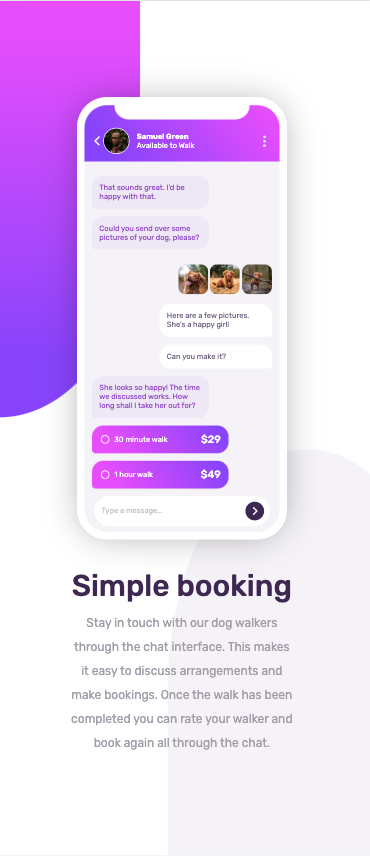 Samuel Green
Available to Walk
That sounds great. I'd be
happy with that.
Could you send over some
pictures of your dog, please?
Here are a few pictures.
She's a happy girl!
Can you make it?
She looks so happy! The time
we discussed works. How
long shall I take her out for?
30 minute walk $29
1 hour walk $49
Type a message...
Simple booking
Stay in touch with our dog walkers
through the chat interface. This makes
it easy to discuss arrangements and
make bookings. Once the walk has been
completed you can rate your walker and
book again all through the chat.